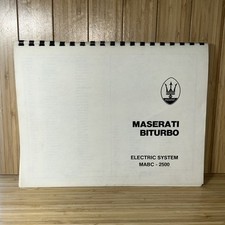 MASERATI
BITURBO
ELECTRIC SYSTEM
MABC - 2500